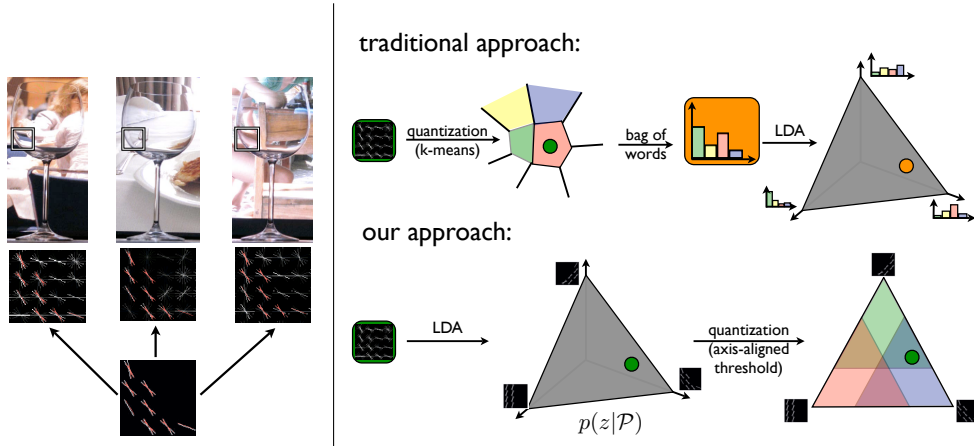 traditional approach:
quantization
(k-means)
bag of
words
LDA
our approach:
LDA
quantization
(axis-aligned
threshold)
p(z|𝒫)